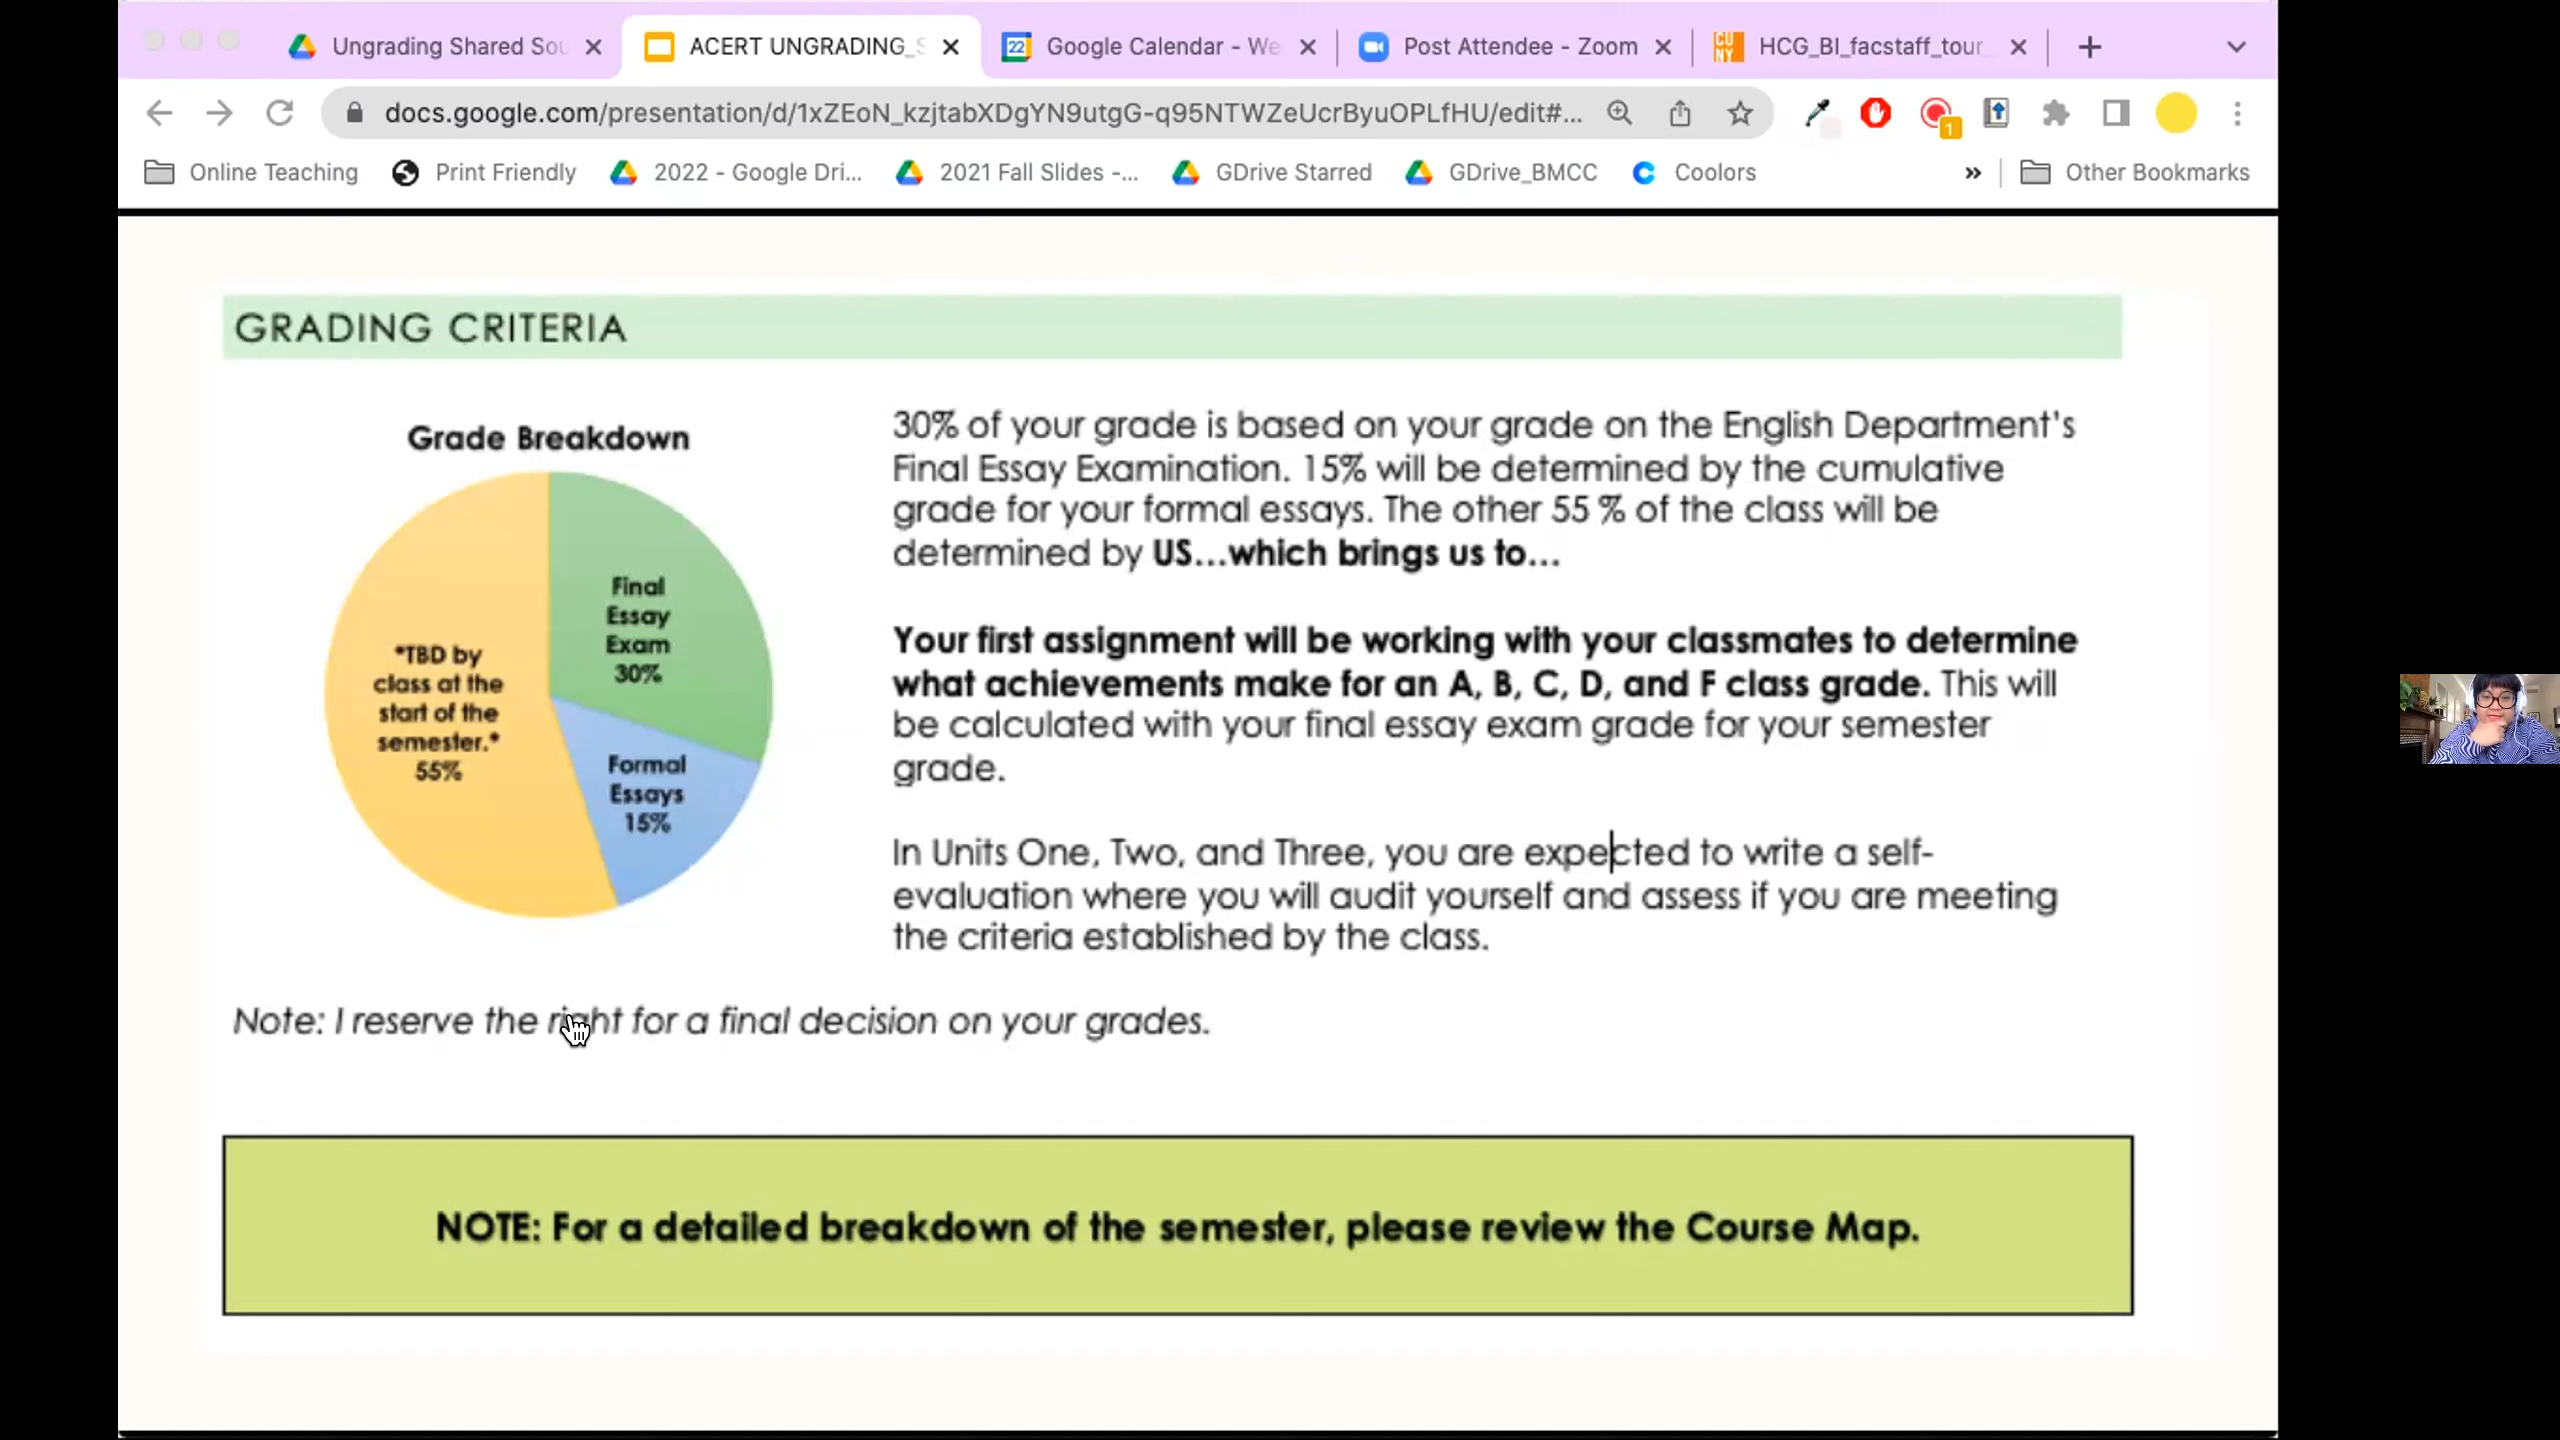 Ungrading Shared Sou
ACERT UNGRADING_S
22
Google Calendar - We
Post Attendee - Zoom
CU
NY
HCG_BI_facstaff_tour_
docs.google.com/presentation/d/1xZEoN_kzjtabXDgYN9utgG-q95NTWZeUcrByuOPLfHU/edit#...
1
Online Teaching
Print Friendly
2022 - Google Dri...
2021 Fall Slides -...
GDrive Starred
GDrive_BMCC
Coolors
»
Other Bookmarks
GRADING CRITERIA
Grade Breakdown
Final
Essay
Exam
30%
*TBD by
class at the
start of the
semester.*
55%
Formal
Essays
15%
30% of your grade is based on your grade on the English Department's
Final Essay Examination. 15% will be determined by the cumulative
grade for your formal essays. The other 55 % of the class will be
determined by US...which brings us to...
Your first assignment will be working with your classmates to determine
what achievements make for an A, B, C, D, and F class grade. This will
be calculated with your final essay exam grade for your semester
grade.
In Units One, Two, and Three, you are expected to write a self-
evaluation where you will audit yourself and assess if you are meeting
the criteria established by the class.
Note: I reserve the right for a final decision on your grades.
NOTE: For a detailed breakdown of the semester, please review the Course Map.